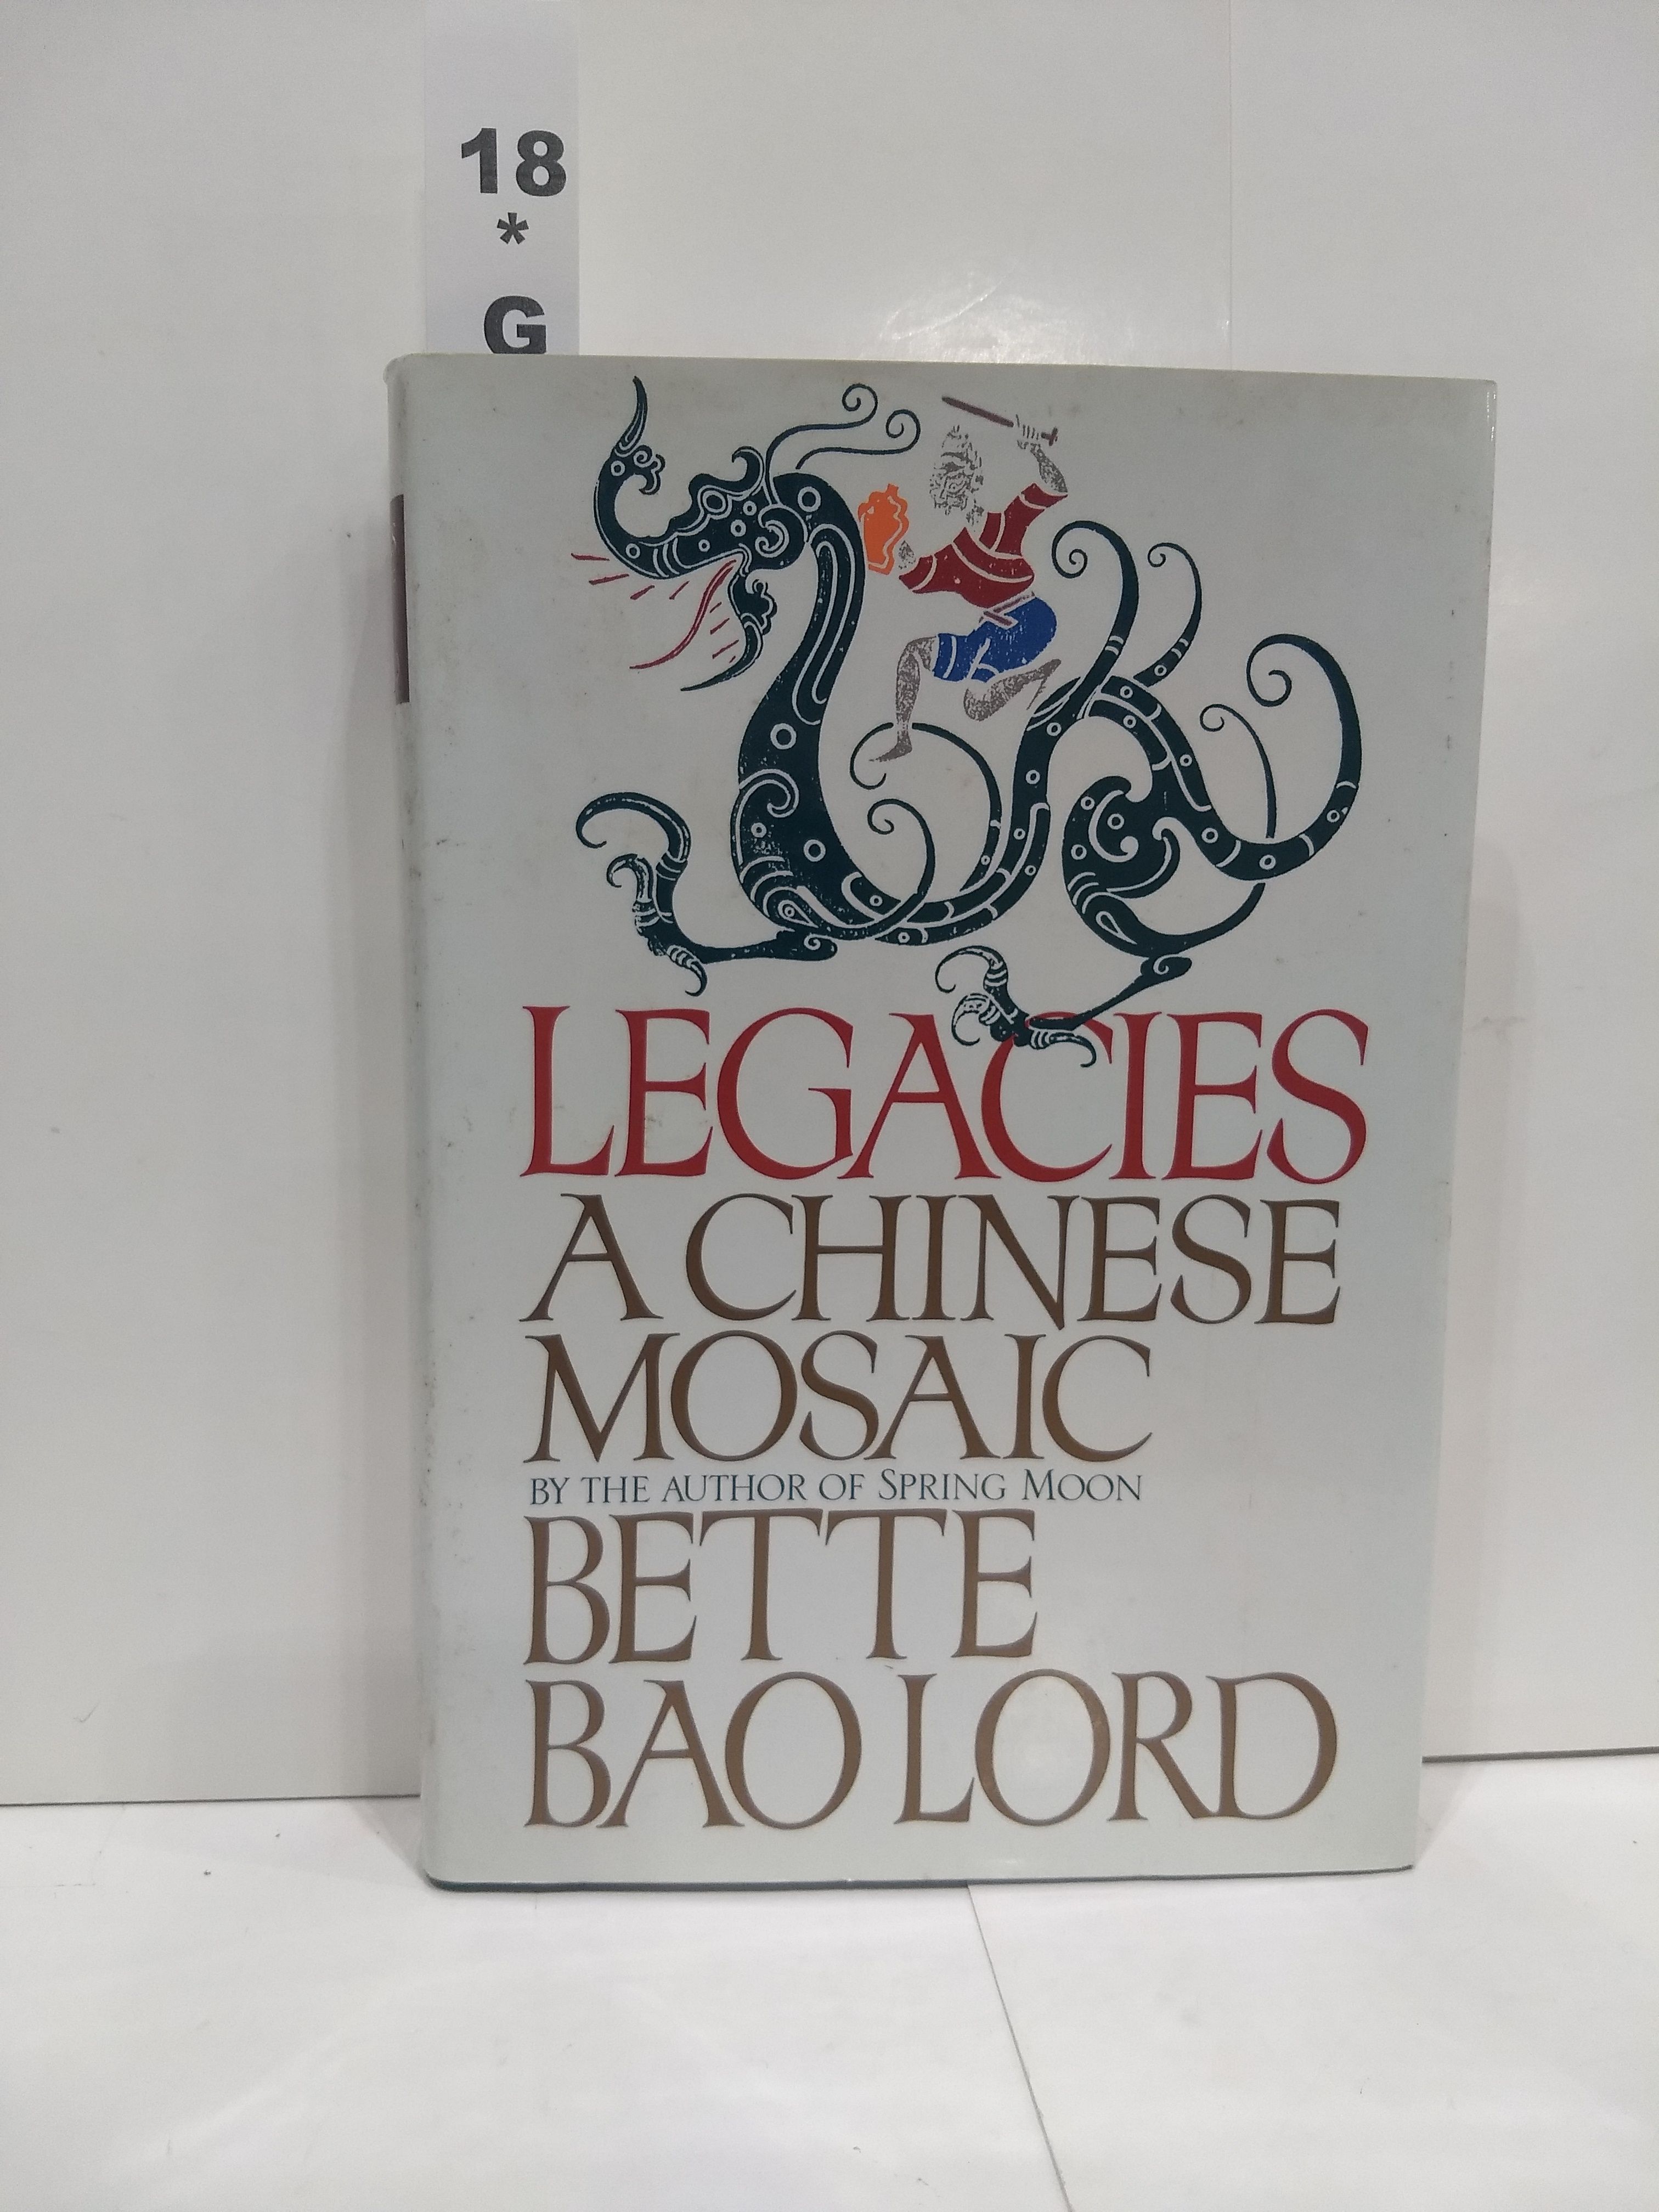 18
*
G
LEGACIES
A CHINESE
MOSAIC
BY THE AUTHOR OF SPRING MOON
BETTE
BAO LORD